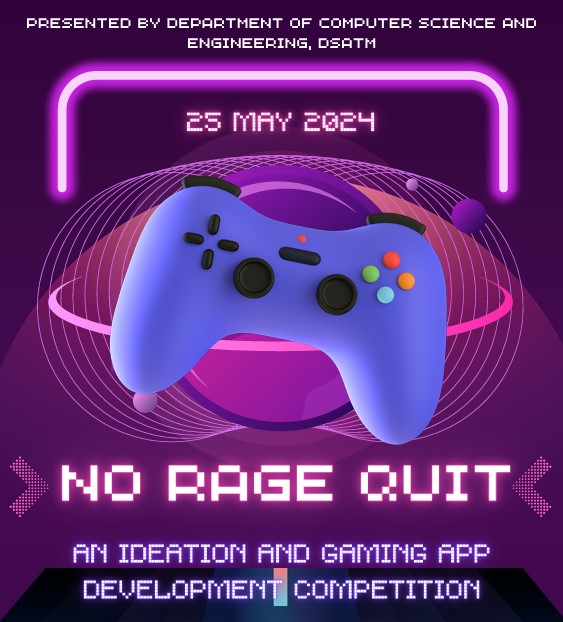 PRESENTED BY DEPARTMENT OF COMPUTER SCIENCE AND
ENGINEERING, DSATM
25 MAY 2024
NO RAGE QUIT
AN IDEATION AND GAMING APP
DEVELOPMENT COMPETITION